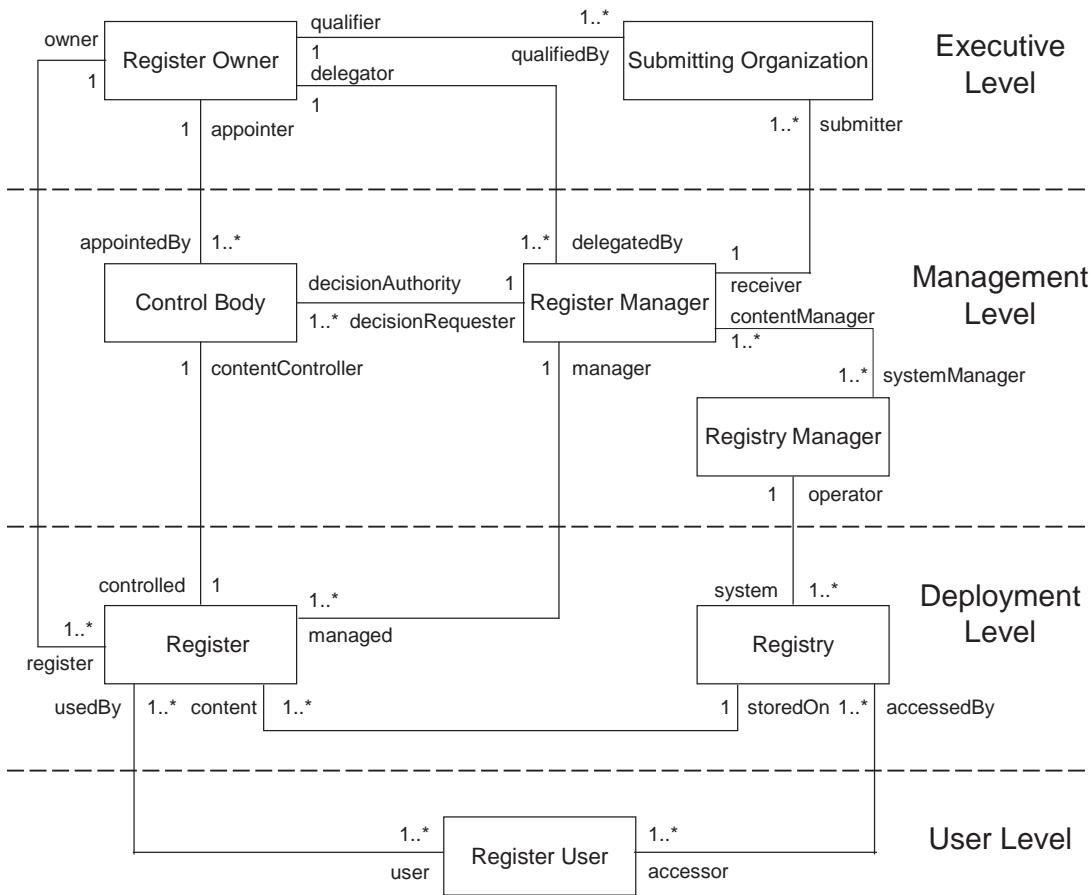 qualifier
1..*
owner
Register Owner
1
qualifiedBy
Submitting Organization
Executive
Level
1
delegator
1
1
appointer
1..*
submitter
appointedBy
1..*
1..*
delegatedBy
Control Body
decisionAuthority
1
Register Manager
1
receiver
Management
Level
1..*
decisionRequester
contentManager
1..*
1
contentController
1
manager
1..*
systemManager
Registry Manager
1
operator
controlled
1
system
1..*
Deployment
Level
1..*
register
Register
1..*
managed
Registry
usedBy
1..*
content
1..*
1
storedOn
1..*
accessedBy
1..*
user
Register User
1..*
accessor
User Level